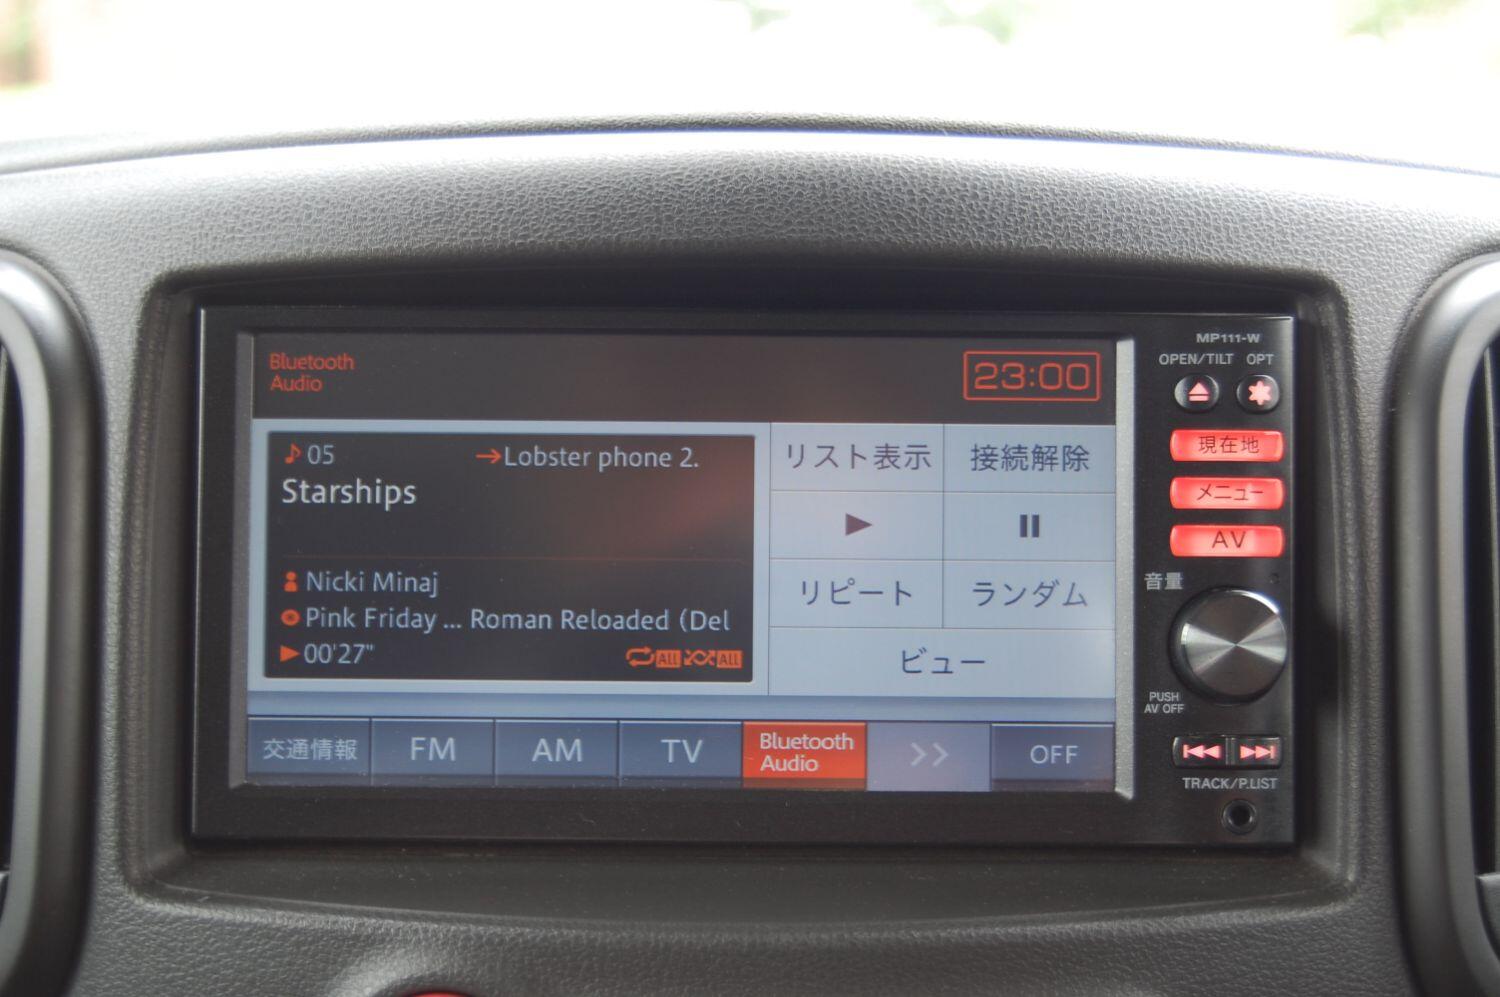 MP111-W
OPEN/TILT OPT
Bluetooth
Audio
23:00
05
→Lobster phone 2.
Starships
Nicki Minaj
Pink Friday ... Roman Reloaded (Del
00'27"
ALL ALL
リスト表示
接続解除
リピート
ランダム
ビュー
交通情報
FM
AM
TV
Bluetooth
Audio
>>
OFF
現在地
メニュー
AV
音量
PUSH
AV OFF
TRACK/P.LIST